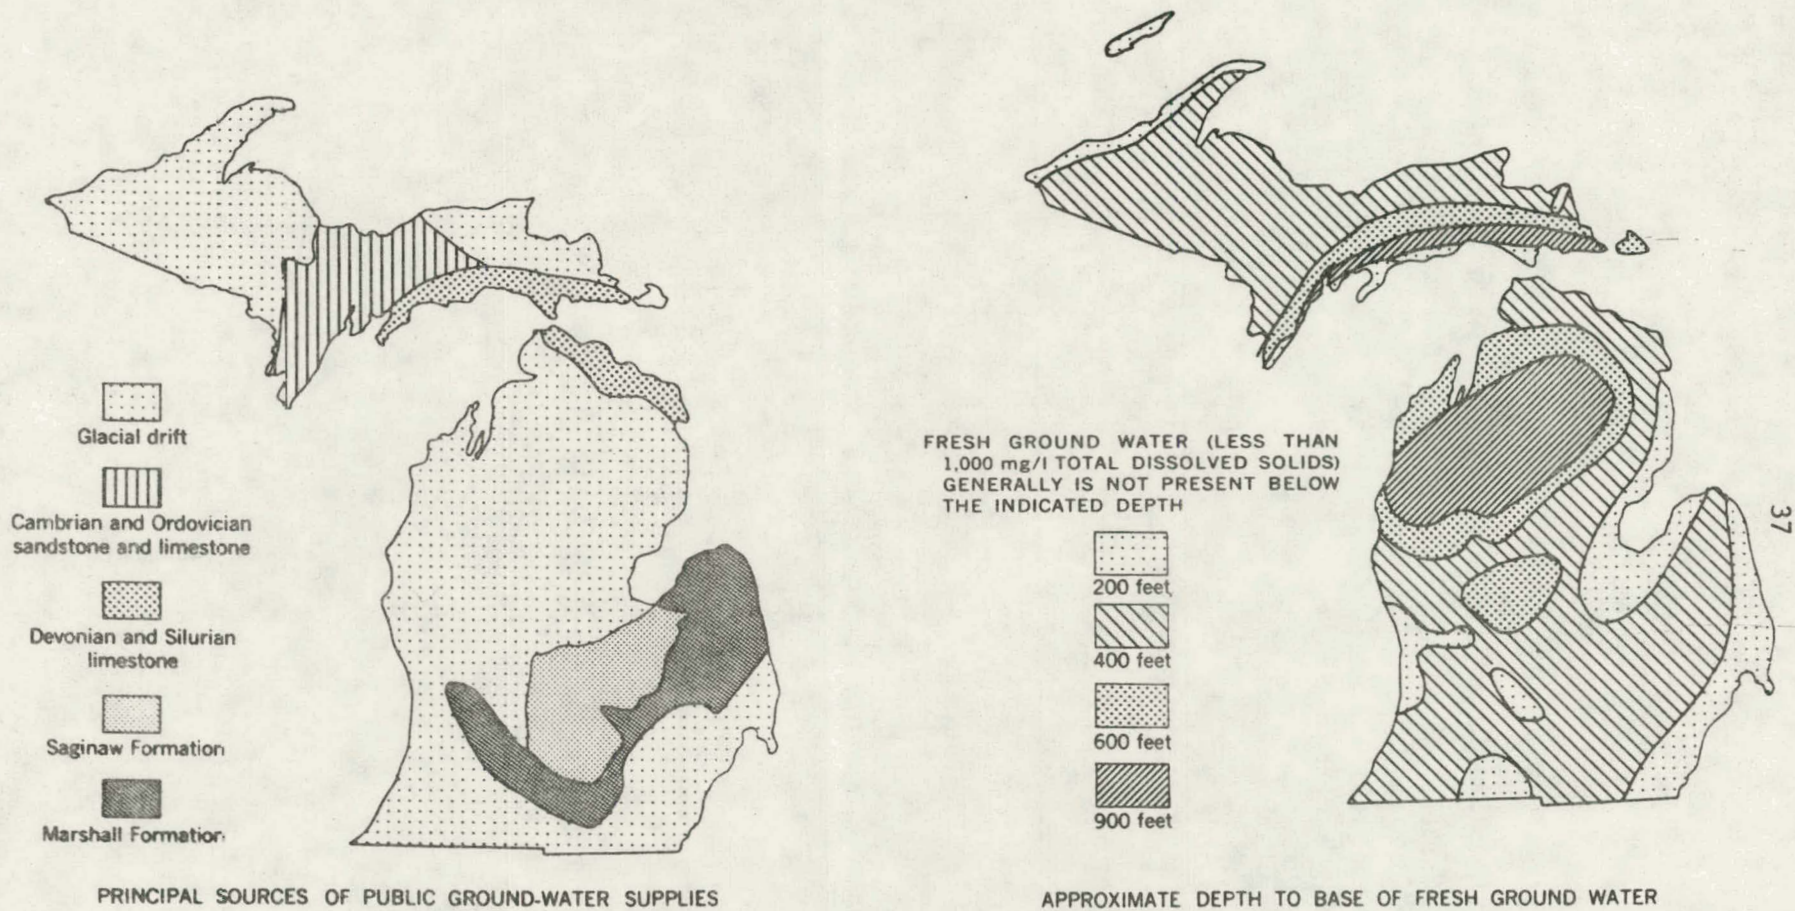 Glacial drift
Cambrian and Ordovician
sandstone and limestone
Devonian and Silurian
limestone
Saginaw Formation
Marshall Formation
PRINCIPAL SOURCES OF PUBLIC GROUND-WATER SUPPLIES
FRESH GROUND WATER (LESS THAN
1,000 mg/l TOTAL DISSOLVED SOLIDS)
GENERALLY IS NOT PRESENT BELOW
THE INDICATED DEPTH
200 feet
400 feet
600 feet
900 feet
APPROXIMATE DEPTH TO BASE OF FRESH GROUND WATER
37